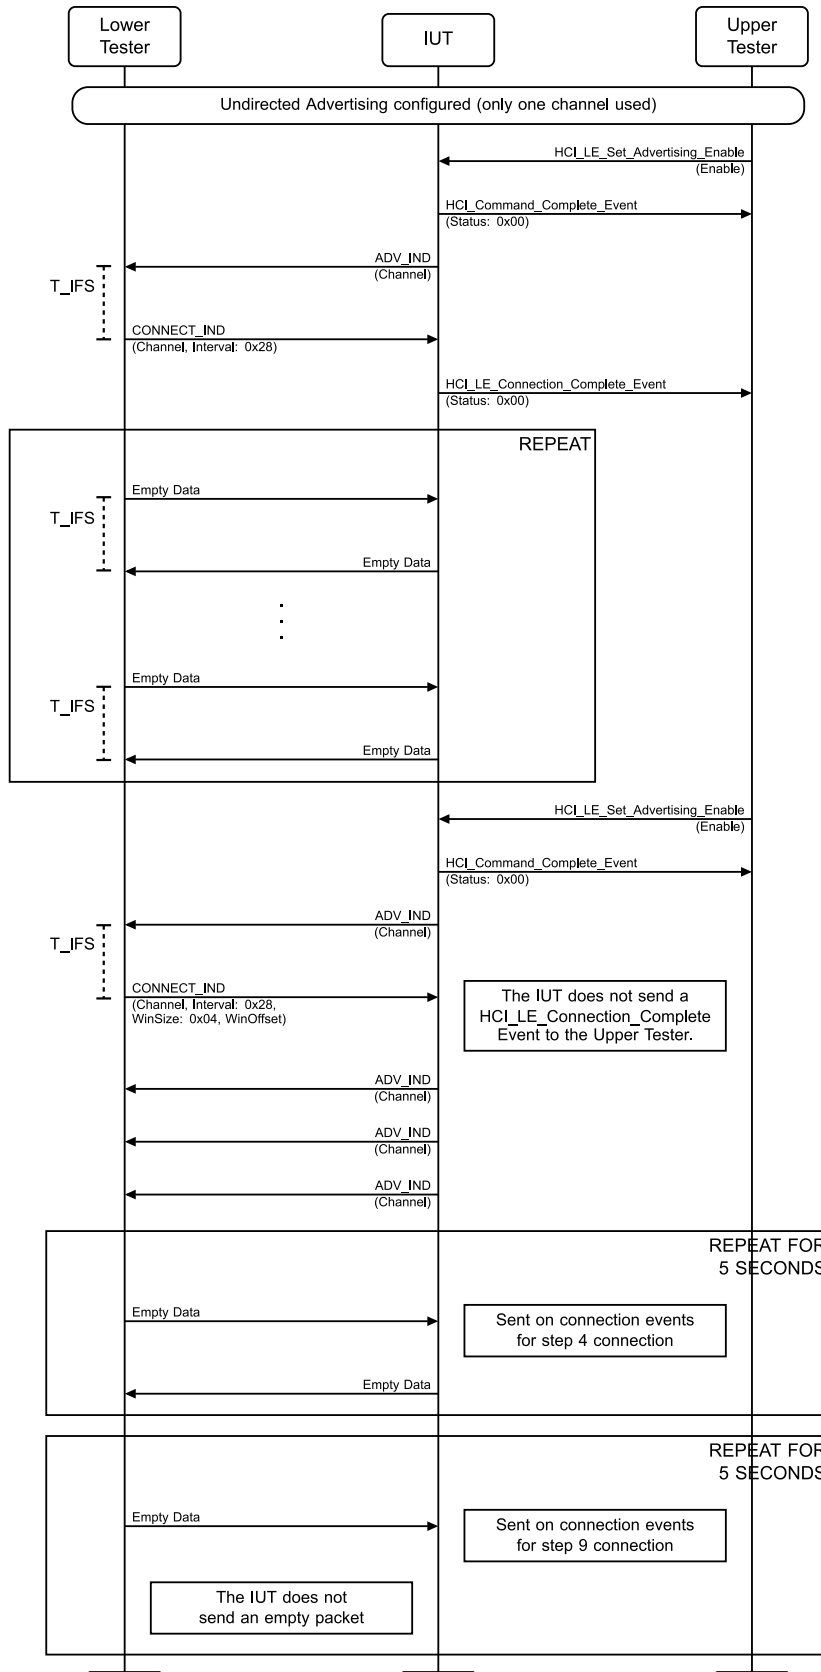 Lower
Tester
IUT
Upper
Tester
Undirected Advertising configured (only one channel used)
HCI_LE_Set_Advertising_Enable
(Enable)
HCI_Command_Complete_Event
(Status: 0x00)
ADV_IND
(Channel)
T_IFS
CONNECT_IND
(Channel, Interval: 0x28)
HCI_LE_Connection_Complete_Event
(Status: 0x00)
REPEAT
Empty Data
T_IFS
Empty Data
Empty Data
T_IFS
Empty Data
HCI_LE_Set_Advertising_Enable
(Enable)
HCI_Command_Complete_Event
(Status: 0x00)
ADV_IND
(Channel)
T_IFS
CONNECT_IND
(Channel, Interval: 0x28,
WinSize: 0x04, WinOffset)
The IUT does not send a
HCI_LE_Connection_Complete
Event to the Upper Tester.
ADV_IND
(Channel)
ADV_IND
(Channel)
ADV_IND
(Channel)
REPEAT FOR
5 SECONDS
Empty Data
Sent on connection events
for step 4 connection
Empty Data
REPEAT FOR
5 SECONDS
Empty Data
Sent on connection events
for step 9 connection
The IUT does not
send an empty packet